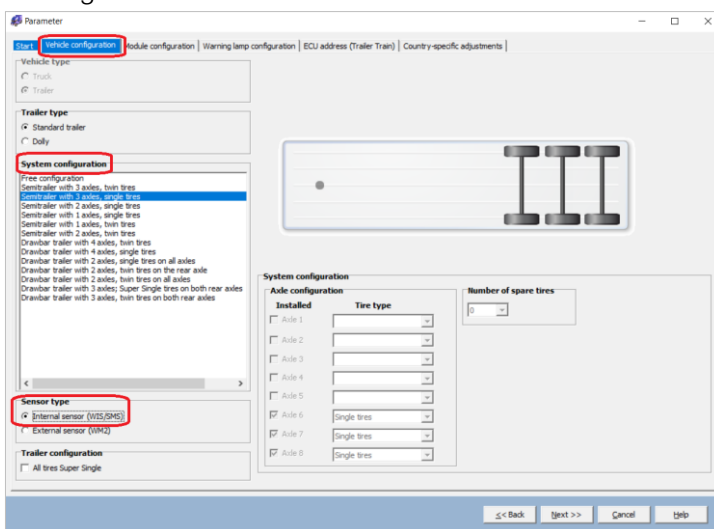 Parameter
Start
Vehicle configuration
Module configuration
Warning lamp configuration
ECU address (Trailer Train)
Country-specific adjustments
Vehicle type
Truck
Trailer
Trailer type
Standard trailer
Dolly
System configuration
Free configuration
Semitrailer with 3 axles, twin tires
Semitrailer with 3 axles, single tires
Semitrailer with 2 axles, single tires
Semitrailer with 1 axles, single tires
Semitrailer with 1 axles, twin tires
Semitrailer with 2 axles, twin tires
Drawbar trailer with 4 axles, twin tires
Drawbar trailer with 4 axles, single tires
Drawbar trailer with 2 axles, single tires on all axles
Drawbar trailer with 2 axles, twin tires on the rear axle
Drawbar trailer with 2 axles, twin tires on all axles
Drawbar trailer with 3 axles; Super Single tires on both rear axles
Drawbar trailer with 3 axles, twin tires on both rear axles
Sensor type
Internal sensor (WIS/SMS)
External sensor (WM2)
Trailer configuration
All tires Super Single
System configuration
Axle configuration
Installed Tire type
Axle 1
Axle 2
Axle 3
Axle 4
Axle 5
Axle 6 Single tires
Axle 7 Single tires
Axle 8 Single tires
Number of spare tires
0
<< Back
Next >>
Cancel
Help